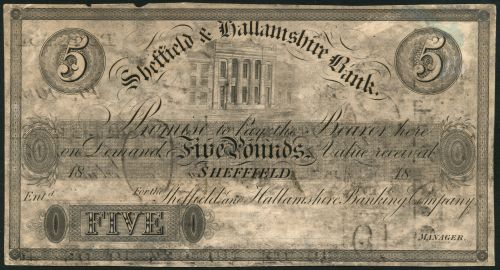 5 Sheffield & Hallamshire Bank. 5
Promise to Pay the Bearer here
on Demand Five Pounds Value received
18 SHEFFIELD 18
Entd. For the Sheffield and Hallamshire Banking Company
FIVE
MANAGER.